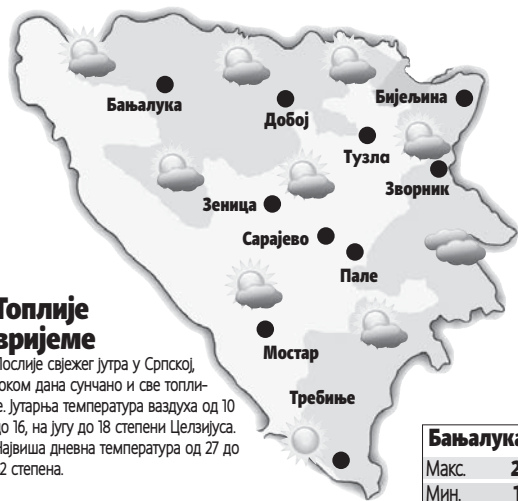 Бањалука
Добој
Бијељина
Тузла
Зворник
Зеница
Сарајево
Пале
Мостар
Требиње
Топлије
вријеме
Послије свјежег јутра у Српској,
током дана сунчано и све топли-
је. Јутарња температура ваздуха од 10
до 16, на југу до 18 степени Целзијуса.
Највиша дневна температура од 27 до
степена.
Бањалука
Макс.
Мин.